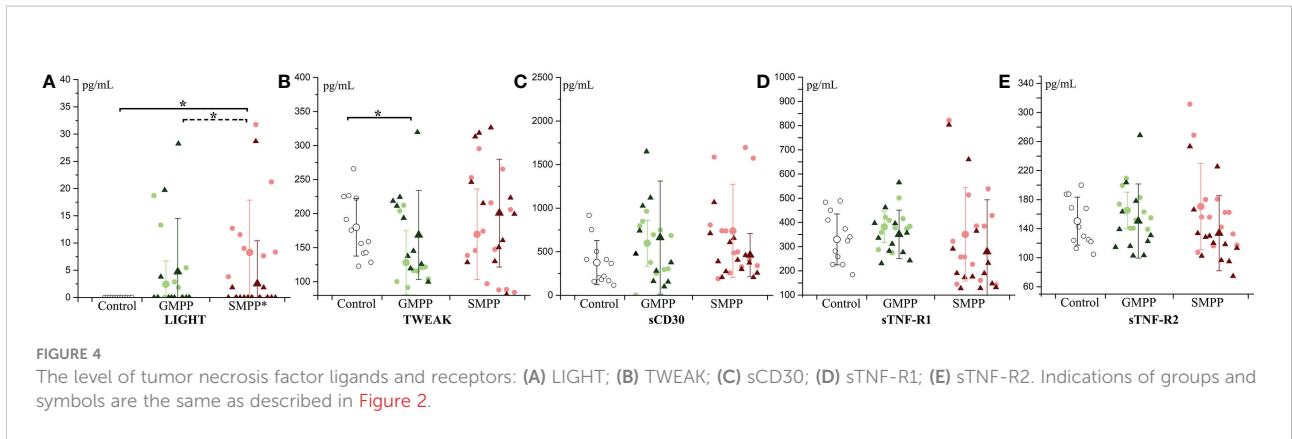 A
pg/mL
40
35
30
25
20
15
10
5
0
*
*
Control
GMPP
SMPP*
LIGHT
B
pg/mL
400
350
300
250
200
150
100
*
Control
GMPP
SMPP
TWEAK
C
pg/mL
2500
2000
1500
1000
500
0
Control
GMPP
SMPP
sCD30
D
pg/mL
1000
900
800
700
600
500
400
300
200
100
Control
GMPP
SMPP
sTNF-R1
E
pg/mL
340
300
260
220
180
140
100
60
Control
GMPP
SMPP
sTNF-R2
FIGURE 4
The level of tumor necrosis factor ligands and receptors: (A) LIGHT; (B) TWEAK; (C) sCD30; (D) sTNF-R1; (E) sTNF-R2. Indications of groups and
symbols are the same as described in Figure 2.